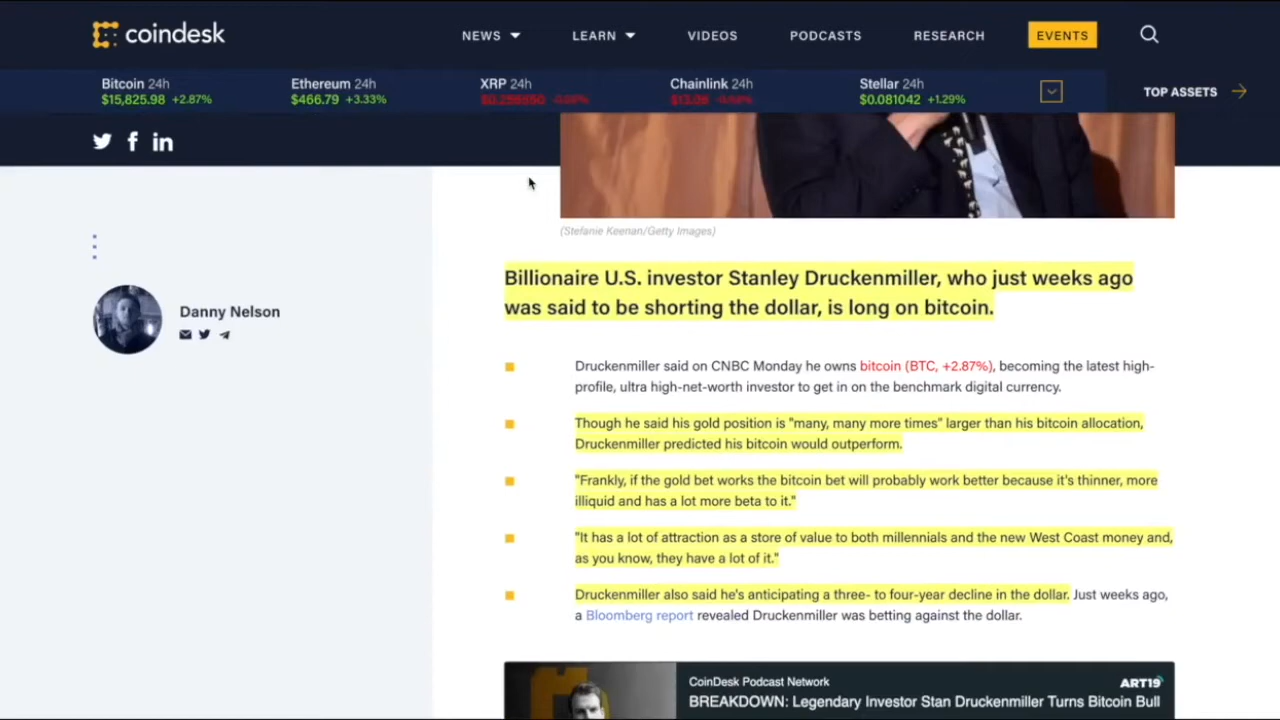 coindesk
NEWS LEARN VIDEOS PODCASTS RESEARCH EVENTS
Bitcoin 24h Ethereum 24h XRP 24h Chainlink 24h Stellar 24h
$15,825.98 +2.87% $466.79 +3.33% $0.081042 +1.29%
TOP ASSETS
(Stefanie Keenan/Getty Images)
Billionaire U.S. investor Stanley Druckenmiller, who just weeks ago
was said to be shorting the dollar, is long on bitcoin.
Danny Nelson
Druckenmiller said on CNBC Monday he owns bitcoin (BTC, +2.87%), becoming the latest high-
profile, ultra high-net-worth investor to get in on the benchmark digital currency.
Though he said his gold position is "many, many more times" larger than his bitcoin allocation,
Druckenmiller predicted his bitcoin would outperform.
"Frankly, if the gold bet works the bitcoin bet will probably work better because it's thinner, more
illiquid and has a lot more beta to it."
"It has a lot of attraction as a store of value to both millennials and the new West Coast money and,
as you know, they have a lot of it."
Druckenmiller also said he's anticipating a three- to four-year decline in the dollar. Just weeks ago,
a Bloomberg report revealed Druckenmiller was betting against the dollar.
CoinDesk Podcast Network
ART19
BREAKDOWN: Legendary Investor Stan Druckenmiller Turns Bitcoin Bull